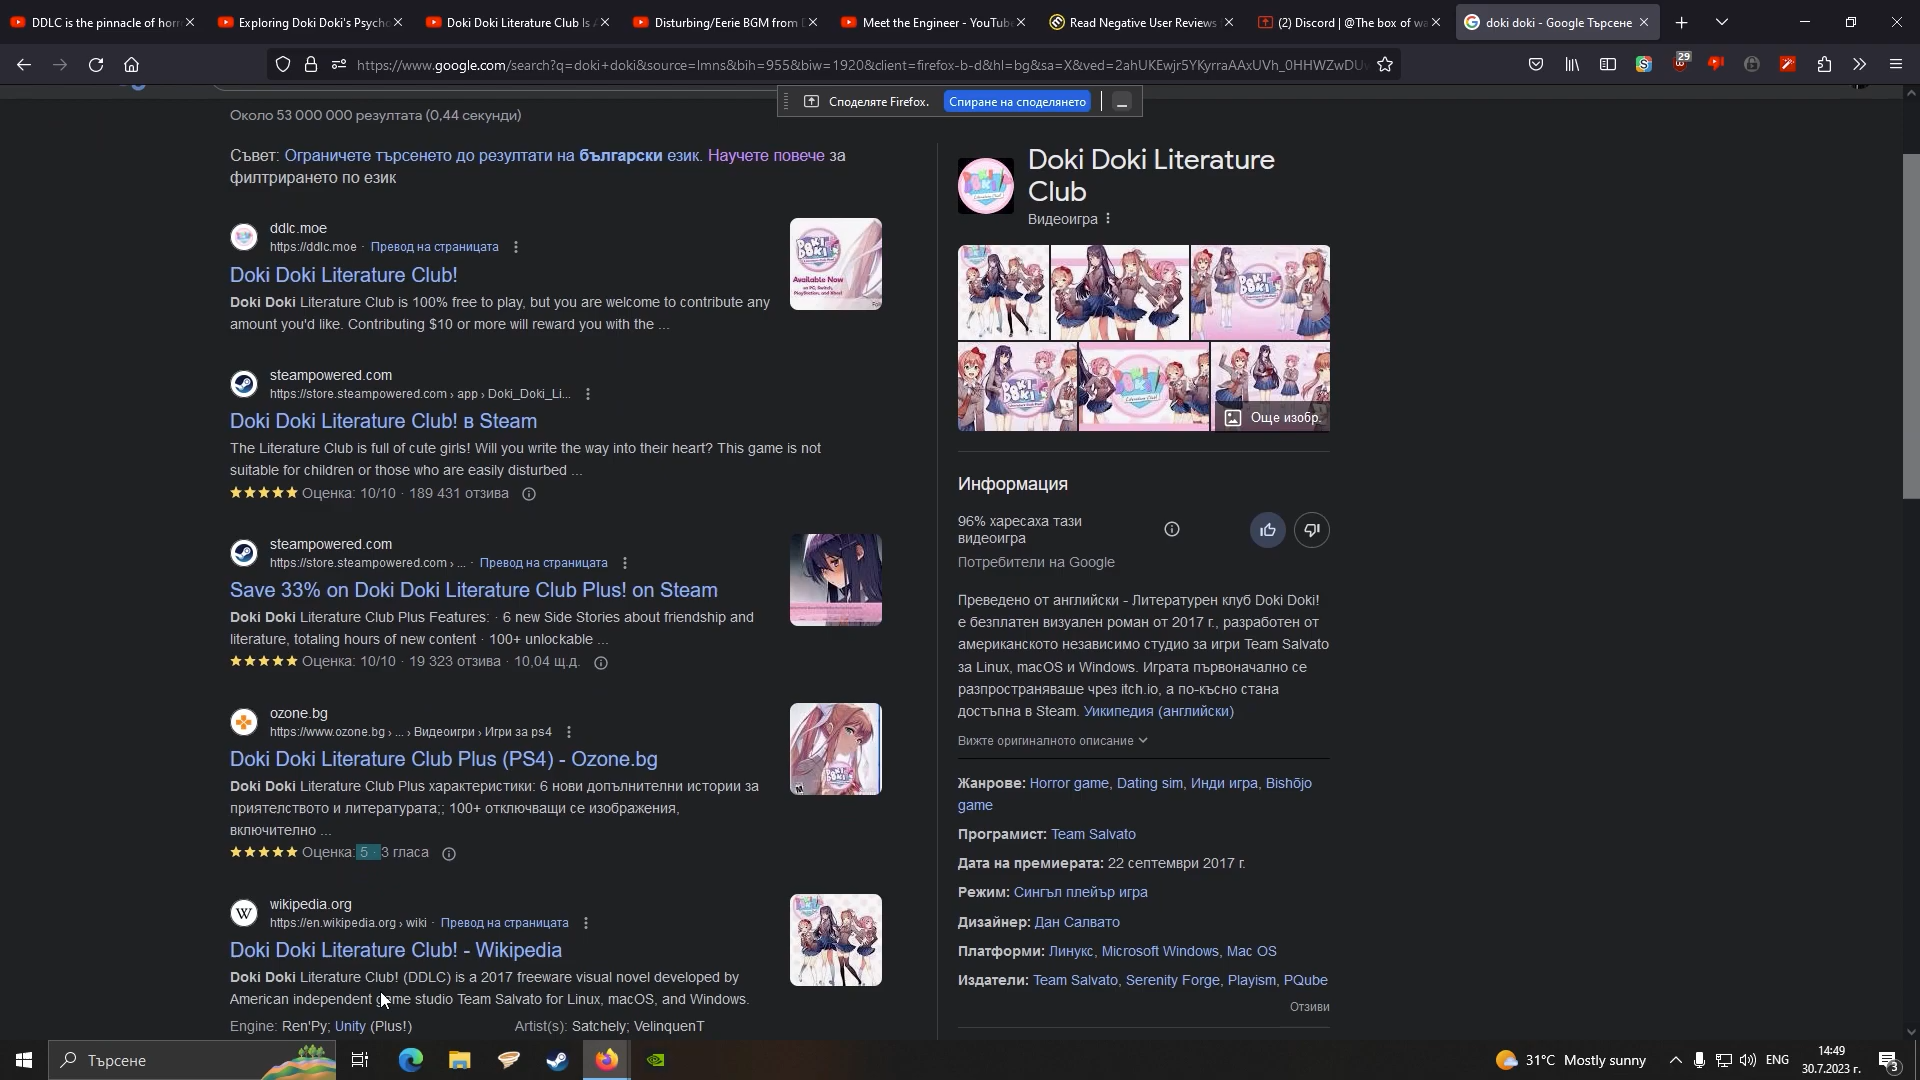 DDLC is the pinnacle of horr
Exploring Doki Doki's Psych
Doki Doki Literature Club Is
Disturbing/Eerie BGM from
Meet the Engineer - YouTube
Read Negative User Reviews
(2) Discord | @The box of wa
doki doki - Google Търсене
https://www.google.com/search?q=doki+doki&source=lmns&bih=955&biw=1920&client=firefox-b-d&hl=bg&sa=X&ved=2ahUKEwjr5YKyrraAAxUVh_0HHWZwDU
29
Споделяте Firefox.
Спиране на споделянето
Около 53 000 000 резултата (0,44 секунди)
Съвет: Ограничете търсенето до резултати на български език. Научете повече за
филтрирането по език
ddlc.moe
https://ddlc.moe · Превод на страницата
Doki Doki Literature Club!
Doki Doki Literature Club is 100% free to play, but you are welcome to contribute any
amount you'd like. Contributing $10 or more will reward you with the ...
DOKI DOKI
Available Now
on PC, Switch,
PlayStation, and More!
steampowered.com
https://store.steampowered.com › app › Doki_Doki_Li...
Doki Doki Literature Club! в Steam
The Literature Club is full of cute girls! Will you write the way into their heart? This game is not
suitable for children or those who are easily disturbed ...
Оценка: 10/10 · 189 431 отзива
steampowered.com
https://store.steampowered.com › ... · Превод на страницата
Save 33% on Doki Doki Literature Club Plus! on Steam
Doki Doki Literature Club Plus Features: · 6 new Side Stories about friendship and
literature, totaling hours of new content · 100+ unlockable ...
Оценка: 10/10 · 19 323 отзива · 10,04 щ.д.
ozone.bg
https://www.ozone.bg › ... › Видеоигри › Игри за ps4
Doki Doki Literature Club Plus (PS4) - Ozone.bg
Doki Doki Literature Club Plus характеристики: 6 нови допълнителни истории за
приятелството и литературата;; 100+ отключващи се изображения,
включително ...
Оценка: 5 · 3 гласа
wikipedia.org
https://en.wikipedia.org › wiki · Превод на страницата
Doki Doki Literature Club! - Wikipedia
Doki Doki Literature Club! (DDLC) is a 2017 freeware visual novel developed by
American independent game studio Team Salvato for Linux, macOS, and Windows.
Engine: Ren'Py; Unity (Plus!)
Artist(s): Satchely; VelinquenT
Doki Doki Literature
Club
Видеоигра
Още изобр.
Информация
96% харесаха тази
видеоигра
Потребители на Google
Преведено от английски - Литературен клуб Doki Doki!
е безплатен визуален роман от 2017 г., разработен от
американското независимо студио за игри Team Salvato
за Linux, macOS и Windows. Играта първоначално се
разпространяваше чрез itch.io, а по-късно стана
достъпна в Steam. Уикипедия (английски)
Вижте оригиналното описание
Жанрове: Horror game, Dating sim, Инди игра, Bishōjo
game
Програмист: Team Salvato
Дата на премиерата: 22 септември 2017 г.
Режим: Сингъл плейър игра
Дизайнер: Дан Салвато
Платформи: Линукс, Microsoft Windows, Mac OS
Издатели: Team Salvato, Serenity Forge, Playism, PQube
Отзиви
Търсене
31°C Mostly sunny
ENG
14:49
30.7.2023 г.
3